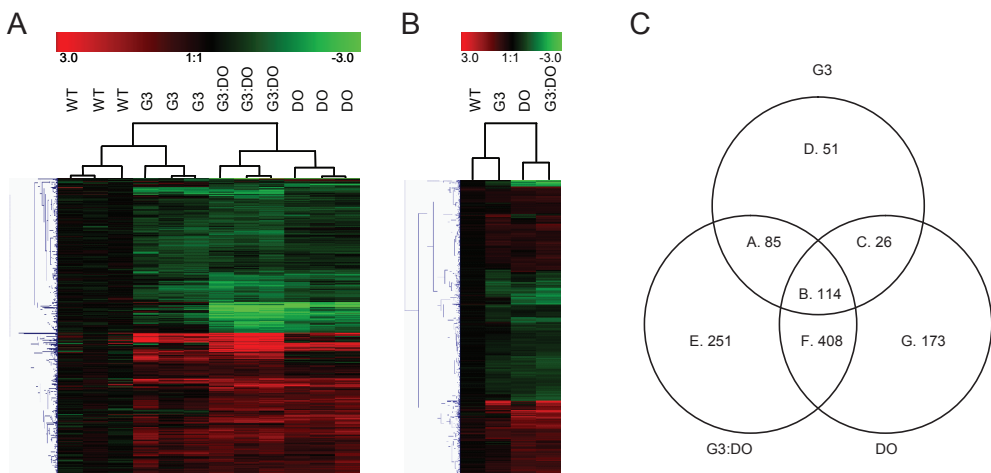 A
3.0 1:1 -3.0
WT WT WT G3 G3 G3 G3:DO G3:DO G3:DO DO DO DO
B
3.0 1:1 -3.0
WT G3 DO G3:DO
C
G3
D. 51
A. 85
C. 26
B. 114
E. 251
F. 408
G. 173
G3:DO
DO